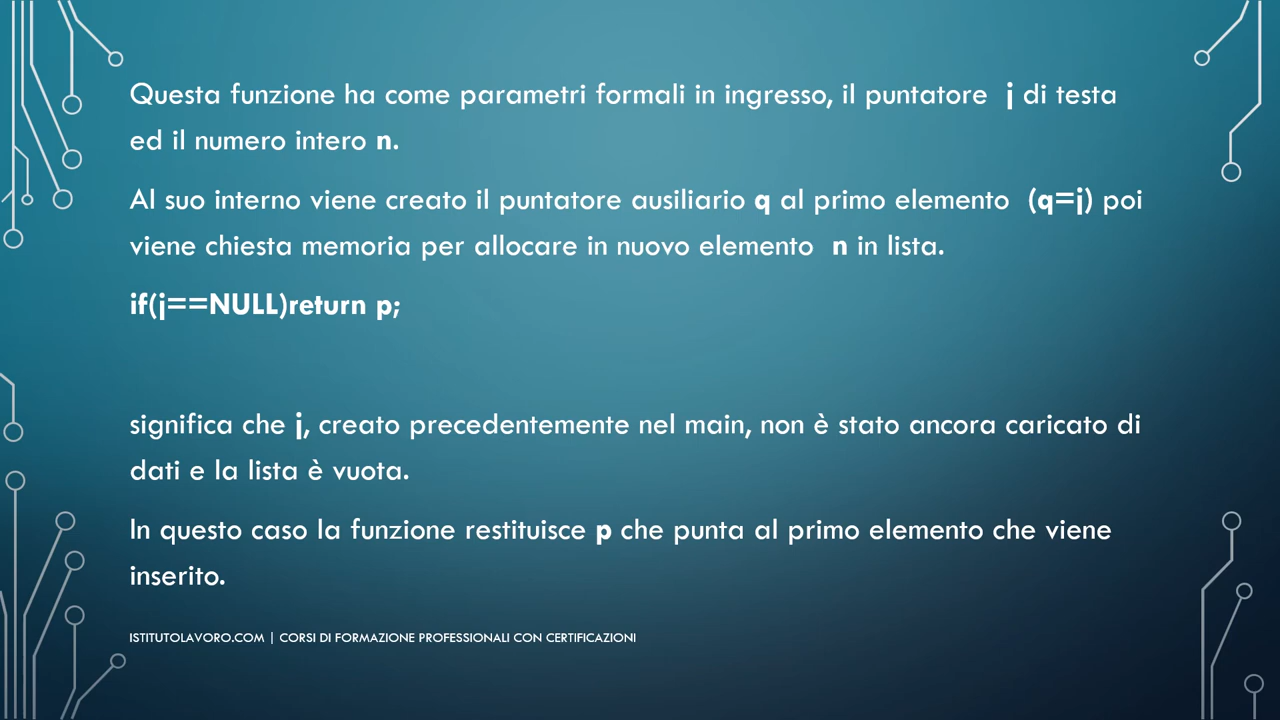 Questa funzione ha come parametri formali in ingresso, il puntatore j di testa
ed il numero intero n.
Al suo interno viene creato il puntatore ausiliario q al primo elemento (q=j) poi
viene chiesta memoria per allocare in nuovo elemento n in lista.
if(j==NULL)return p;
significa che j, creato precedentemente nel main, non è stato ancora caricato di
dati e la lista è vuota.
In questo caso la funzione restituisce p che punta al primo elemento che viene
inserito.
ISTITUTOLAVORO.COM | CORSI DI FORMAZIONE PROFESSIONALI CON CERTIFICAZIONI